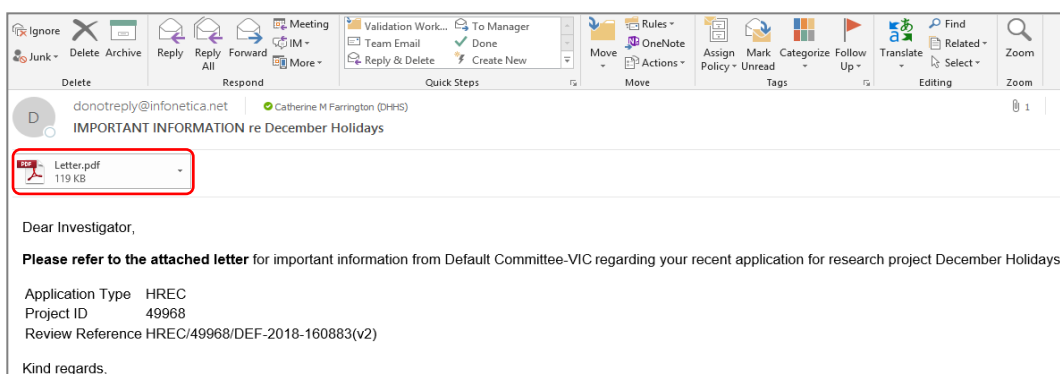 Ignore Meeting Validation Work... To Manager Rules Find
Junk Delete Archive Reply Reply All Forward IM Team Email Done Move OneNote Assign Policy Mark Unread Categorize Follow Up Translate Related Zoom
More Reply & Delete Create New Actions Select
Delete Respond Quick Steps Move Tags Editing Zoom
D donotreply@infonetica.net Catherine M Farrington (DHHS)
IMPORTANT INFORMATION re December Holidays 1
PDF Letter.pdf
119 KB
Dear Investigator,
Please refer to the attached letter for important information from Default Committee-VIC regarding your recent application for research project December Holidays
Application Type HREC
Project ID 49968
Review Reference HREC/49968/DEF-2018-160883(v2)
Kind regards,